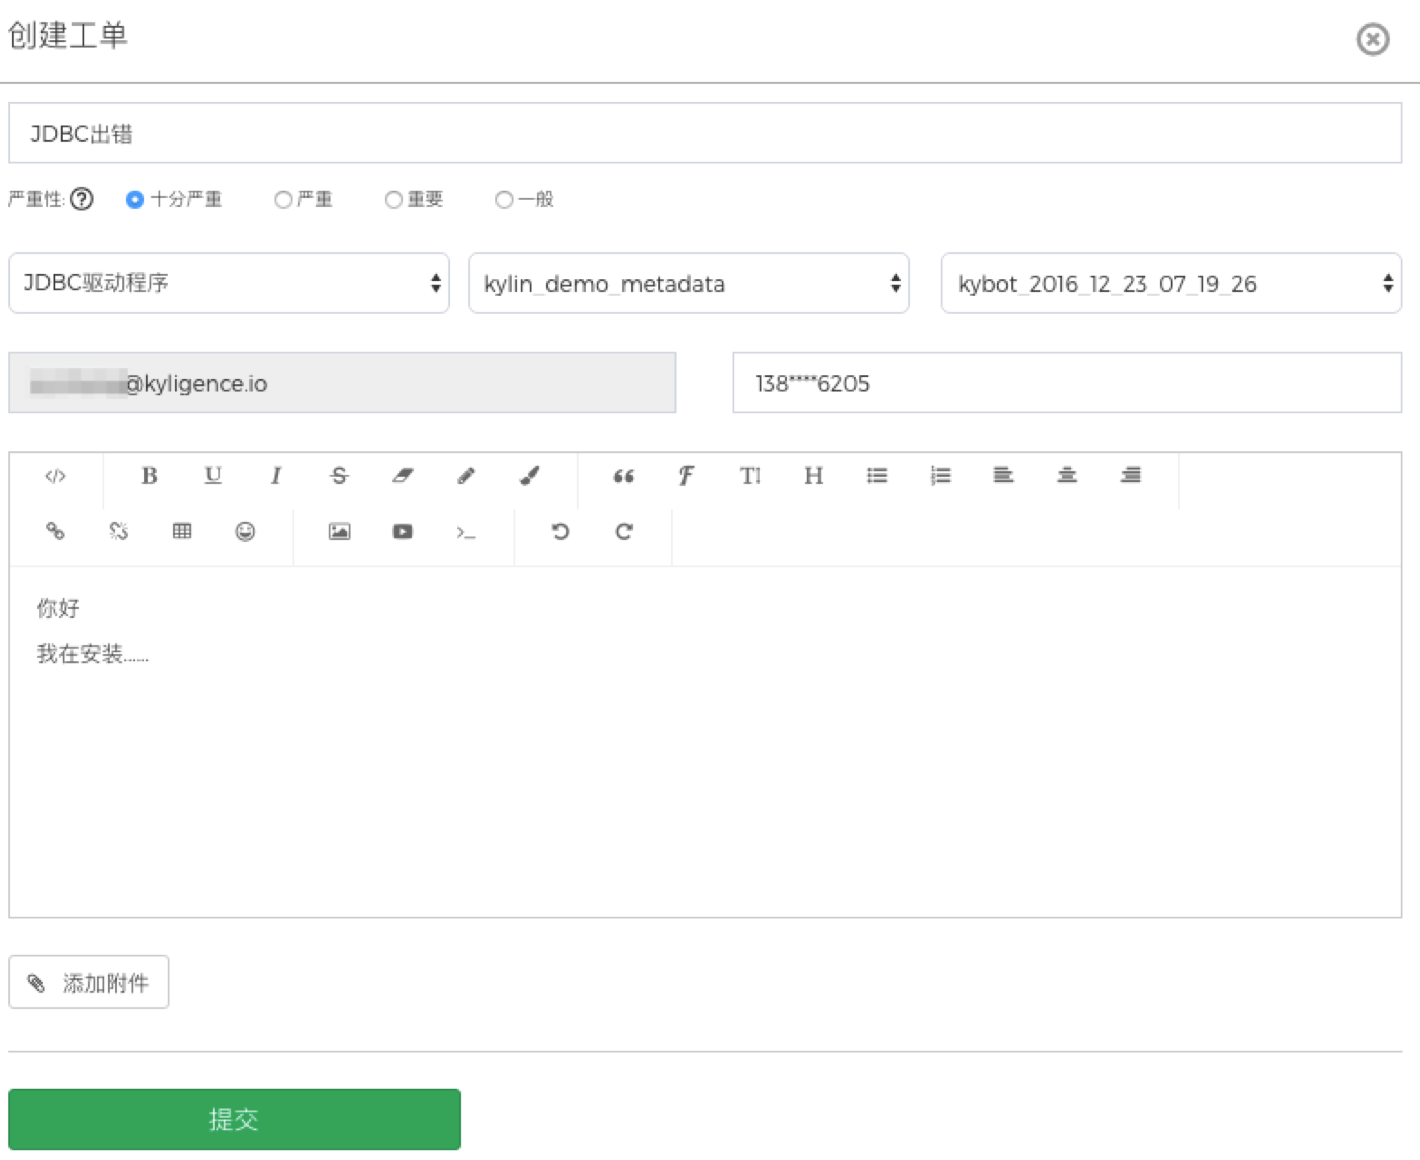 创建工单
JDBC出错
严重性: 十分严重 严重 重要 一般
JDBC驱动程序 kylin_demo_metadata kybot_2016_12_23_07_19_26
@kyligence.io 138****6205
你好
我在安装......
添加附件
提交